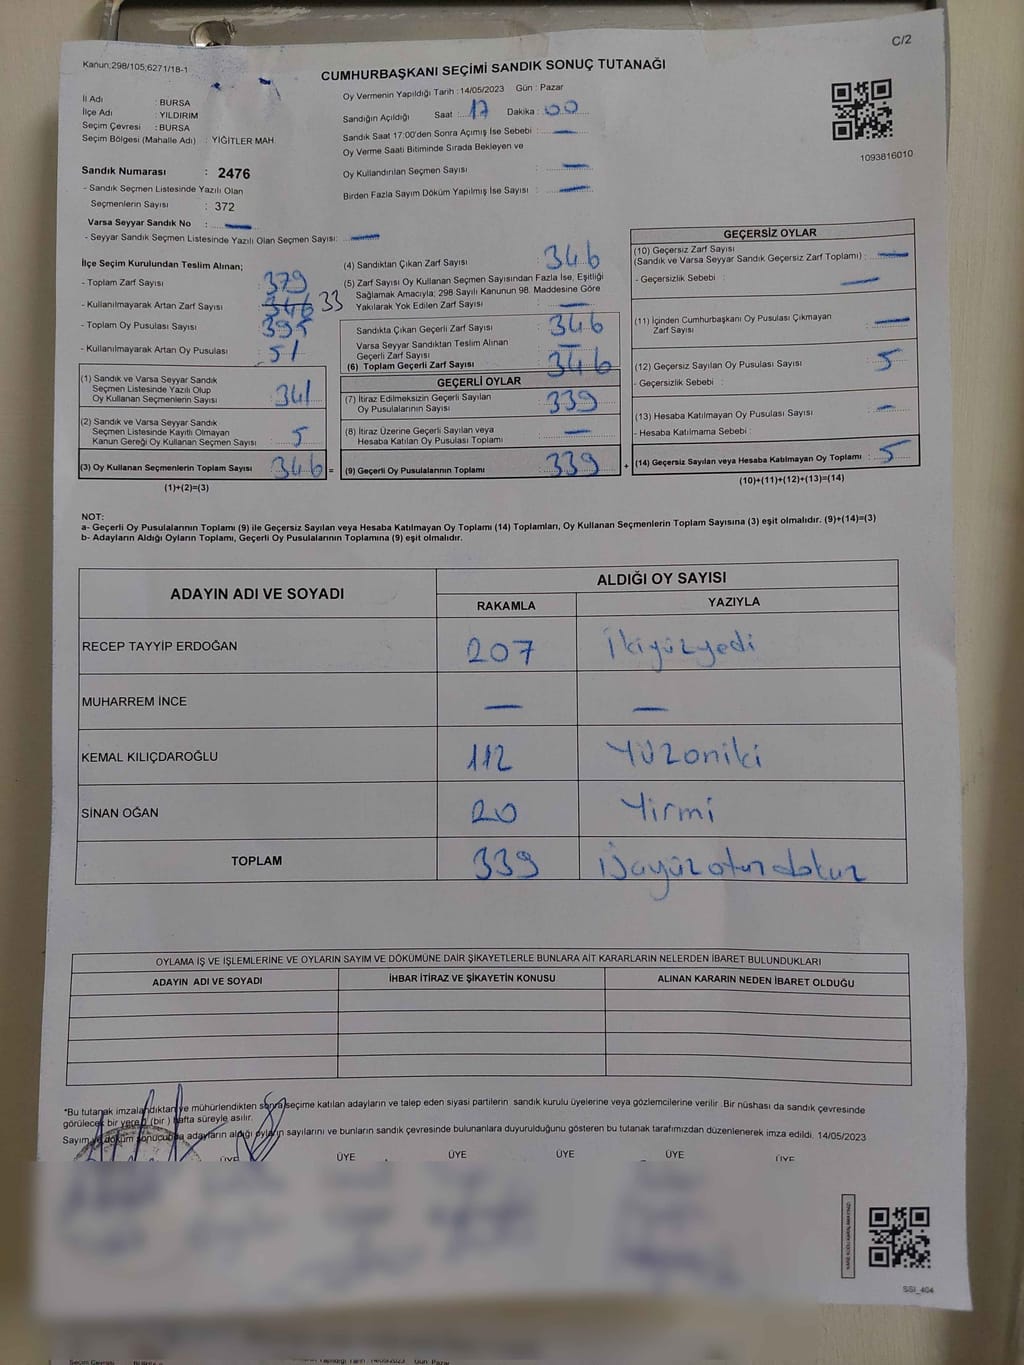 C/2
Kanun:298/105;6271/18-1
CUMHURBAŞKANI SEÇİMİ SANDIK SONUÇ TUTANAĞI
İl Adı : BURSA
İlçe Adı : YILDIRIM
Seçim Çevresi : BURSA
Seçim Bölgesi (Mahalle Adı) : YİĞİTLER MAH.
Sandık Numarası : 2476
- Sandık Seçmen Listesinde Yazılı Olan
Seçmenlerin Sayısı : 372
Varsa Seyyar Sandık No : —
- Seyyar Sandık Seçmen Listesinde Yazılı Olan Seçmen Sayısı: —
Oy Vermenin Yapıldığı Tarih : 14/05/2023 Gün : Pazar
Sandığın Açıldığı Saat : 17 Dakika : 00
Sandık Saat 17:00'den Sonra Açımış İse Sebebi : —
Oy Verme Saati Bitiminde Sırada Bekleyen ve
Oy Kullandırılan Seçmen Sayısı : —
Birden Fazla Sayım Döküm Yapılmış İse Sayısı : —
1093816010
İlçe Seçim Kurulundan Teslim Alınan;
- Toplam Zarf Sayısı : 379
- Kullanılmayarak Artan Zarf Sayısı : 346 33
- Toplam Oy Pusulası Sayısı : 395
- Kullanılmayarak Artan Oy Pusulası : 51
(1) Sandık ve Varsa Seyyar Sandık
Seçmen Listesinde Yazılı Olup
Oy Kullanan Seçmenlerin Sayısı : 341
(2) Sandık ve Varsa Seyyar Sandık
Seçmen Listesinde Kayıtlı Olmayan
Kanun Gereği Oy Kullanan Seçmen Sayısı : 5
(3) Oy Kullanan Seçmenlerin Toplam Sayısı : 346 =
(1)+(2)=(3)
(4) Sandıktan Çıkan Zarf Sayısı : 346
(5) Zarf Sayısı Oy Kullanan Seçmen Sayısından Fazla İse, Eşitliği
Sağlamak Amacıyla; 298 Sayılı Kanunun 98. Maddesine Göre
Yakılarak Yok Edilen Zarf Sayısı : —
Sandıkta Çıkan Geçerli Zarf Sayısı : 346
Varsa Seyyar Sandıktan Teslim Alınan
Geçerli Zarf Sayısı : —
(6) Toplam Geçerli Zarf Sayısı : 346
GEÇERLİ OYLAR
(7) İtiraz Edilmeksizin Geçerli Sayılan
Oy Pusulalarının Sayısı : 339
(8) İtiraz Üzerine Geçerli Sayılan veya
Hesaba Katılan Oy Pusulası Toplamı : —
(9) Geçerli Oy Pusulalarının Toplamı : 339 +
GEÇERSİZ OYLAR
(10) Geçersiz Zarf Sayısı
(Sandık ve Varsa Seyyar Sandık Geçersiz Zarf Toplamı) : —
- Geçersizlik Sebebi : —
(11) İçinden Cumhurbaşkanı Oy Pusulası Çıkmayan
Zarf Sayısı : —
(12) Geçersiz Sayılan Oy Pusulası Sayısı : 5
- Geçersizlik Sebebi :
(13) Hesaba Katılmayan Oy Pusulası Sayısı : —
- Hesaba Katılmama Sebebi :
(14) Geçersiz Sayılan veya Hesaba Katılmayan Oy Toplamı : 5
(10)+(11)+(12)+(13)=(14)
NOT:
a- Geçerli Oy Pusulalarının Toplamı (9) ile Geçersiz Sayılan veya Hesaba Katılmayan Oy Toplamı (14) Toplamları, Oy Kullanan Seçmenlerin Toplam Sayısına (3) eşit olmalıdır. (9)+(14)=(3)
b- Adayların Aldığı Oyların Toplamı, Geçerli Oy Pusulalarının Toplamına (9) eşit olmalıdır.
ADAYIN ADI VE SOYADI ALDIĞI OY SAYISI
RAKAMLA YAZIYLA
RECEP TAYYİP ERDOĞAN 207 İkiyüzyedi
MUHARREM İNCE — —
KEMAL KILIÇDAROĞLU 112 Yüzoniki
SİNAN OĞAN 20 Yirmi
TOPLAM 339
OYLAMA İŞ VE İŞLEMLERİNE VE OYLARIN SAYIM VE DÖKÜMÜNE DAİR ŞİKAYETLERLE BUNLARA AİT KARARLARIN NELERDEN İBARET BULUNDUKLARI
ADAYIN ADI VE SOYADI İHBAR İTİRAZ VE ŞİKAYETİN KONUSU ALINAN KARARIN NEDEN İBARET OLDUĞU
*Bu tutanak imzalandıktan ve mühürlendikten sonra seçime katılan adayların ve talep eden siyasi partilerin sandık kurulu üyelerine veya gözlemcilerine verilir .Bir nüshası da sandık çevresinde
görülecek bir yere 1 (bir ) hafta süreyle asılır.
Sayım ve döküm sonucunda adayların aldığı oyların sayılarını ve bunların sandık çevresinde bulunanlara duyurulduğunu gösteren bu tutanak tarafımızdan düzenlenerek imza edildi. 14/05/2023
ÜYE ÜYE ÜYE ÜYE ÜYE ÜYE
SSI_404